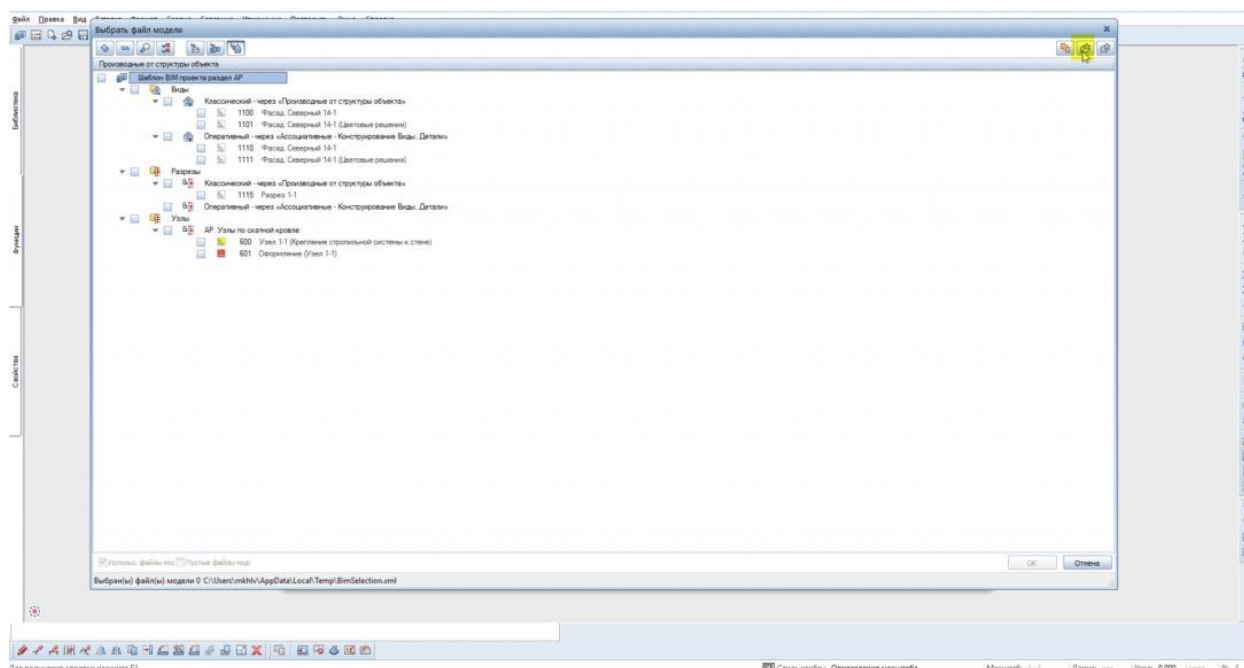 Файл Правка Вид
Выбрать файл модели
Производные от структуры объекта
Шаблон BIM проекта раздел АР
Виды
Классический - через «Производные от структуры объекта»
1100 Фасад. Северный 14-1
1101 Фасад. Северный 14-1 (Цветовые решения)
Оперативный - через «Ассоциативные - Конструирование Виды, Детали»
1110 Фасад. Северный 14-1
1111 Фасад. Северный 14-1 (Цветовые решения)
Разрезы
Классический - через «Производные от структуры объекта»
1115 Разрез 1-1
Оперативный - через «Ассоциативные - Конструирование Виды, Детали»
Узлы
АР. Узлы по скатной кровле
600 Узел 1-1 (Крепление стропильной системы к стене)
601 Оформление (Узел 1-1)
Библиотека
Функции
Свойства
Использ. файлы мод Пустые файлы мод
OK Отмена
Выбран(ы) файл(ы) модели 0 C:\Users\mkhlv\AppData\Local\Temp\BimSelection.xml